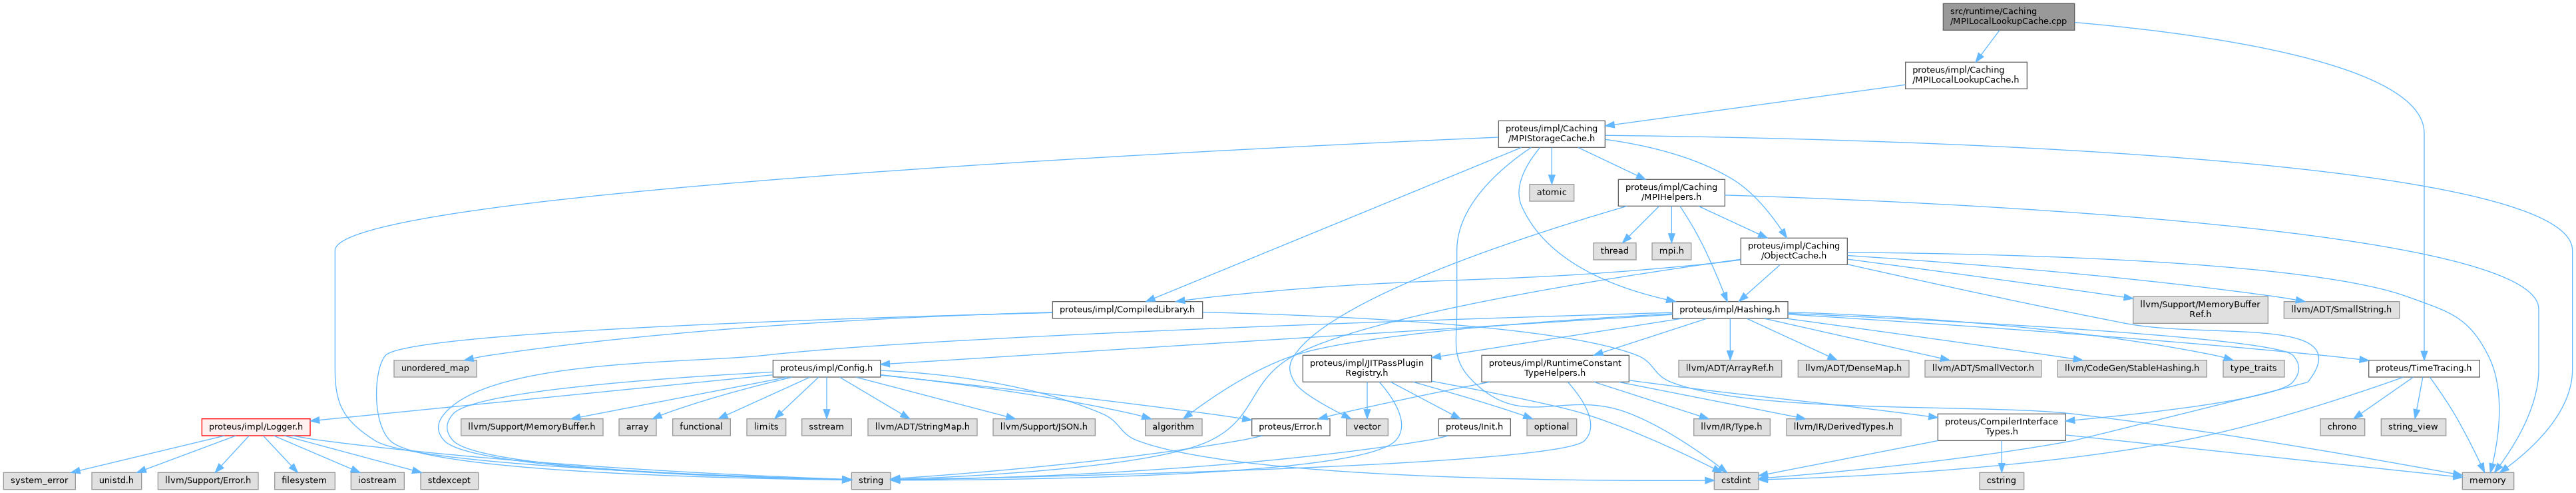 src/runtime/Caching
/MPILocalLookupCache.cpp
proteus/impl/Caching
/MPILocalLookupCache.h
proteus/impl/Caching
/MPIStorageCache.h
atomic
proteus/impl/Caching
/MPIHelpers.h
thread
mpi.h
proteus/impl/Caching
/ObjectCache.h
proteus/impl/CompiledLibrary.h
proteus/impl/Hashing.h
llvm/Support/MemoryBuffer
Ref.h
llvm/ADT/SmallString.h
unordered_map
proteus/impl/Config.h
proteus/impl/JITPassPlugin
Registry.h
proteus/impl/RuntimeConstant
TypeHelpers.h
llvm/ADT/ArrayRef.h
llvm/ADT/DenseMap.h
llvm/ADT/SmallVector.h
llvm/CodeGen/StableHashing.h
type_traits
proteus/TimeTracing.h
proteus/impl/Logger.h
llvm/Support/MemoryBuffer.h
array
functional
limits
sstream
llvm/ADT/StringMap.h
llvm/Support/JSON.h
algorithm
proteus/Error.h
vector
proteus/Init.h
optional
llvm/IR/Type.h
llvm/IR/DerivedTypes.h
proteus/CompilerInterface
Types.h
chrono
string_view
system_error
unistd.h
llvm/Support/Error.h
filesystem
iostream
stdexcept
string
cstdint
cstring
memory